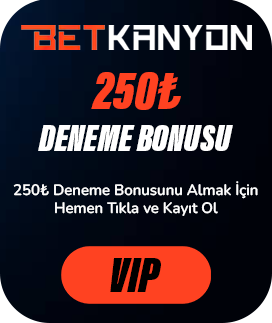 BETKANYON
250₺
DENEME BONUSU
250₺ Deneme Bonusunu Almak İçin
Hemen Tıkla ve Kayıt Ol
VIP